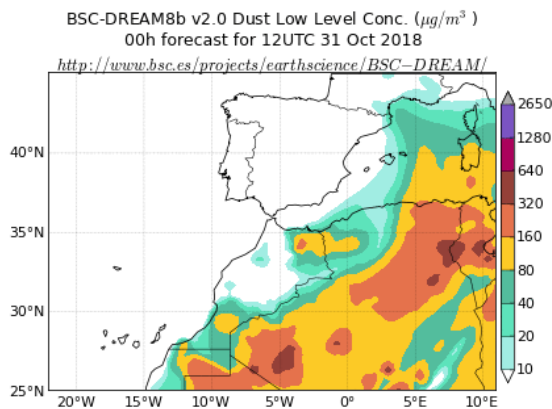 BSC-DREAM8b v2.0 Dust Low Level Conc. (μg/m³ )
00h forecast for 12UTC 31 Oct 2018
http://www.bsc.es/projects/earthscience/BSC−DREAM/
2650
1280
640
320
160
80
40
20
10
40°N
35°N
30°N
25°N
20°W 15°W 10°W 5°W 0° 5°E 10°E